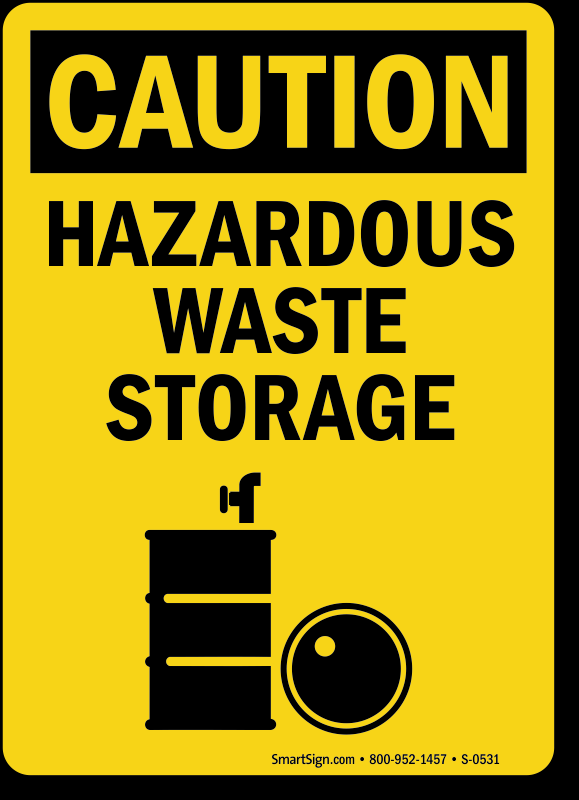 CAUTION
HAZARDOUS
WASTE
STORAGE
SmartSign.com • 800-952-1457 • S-0531